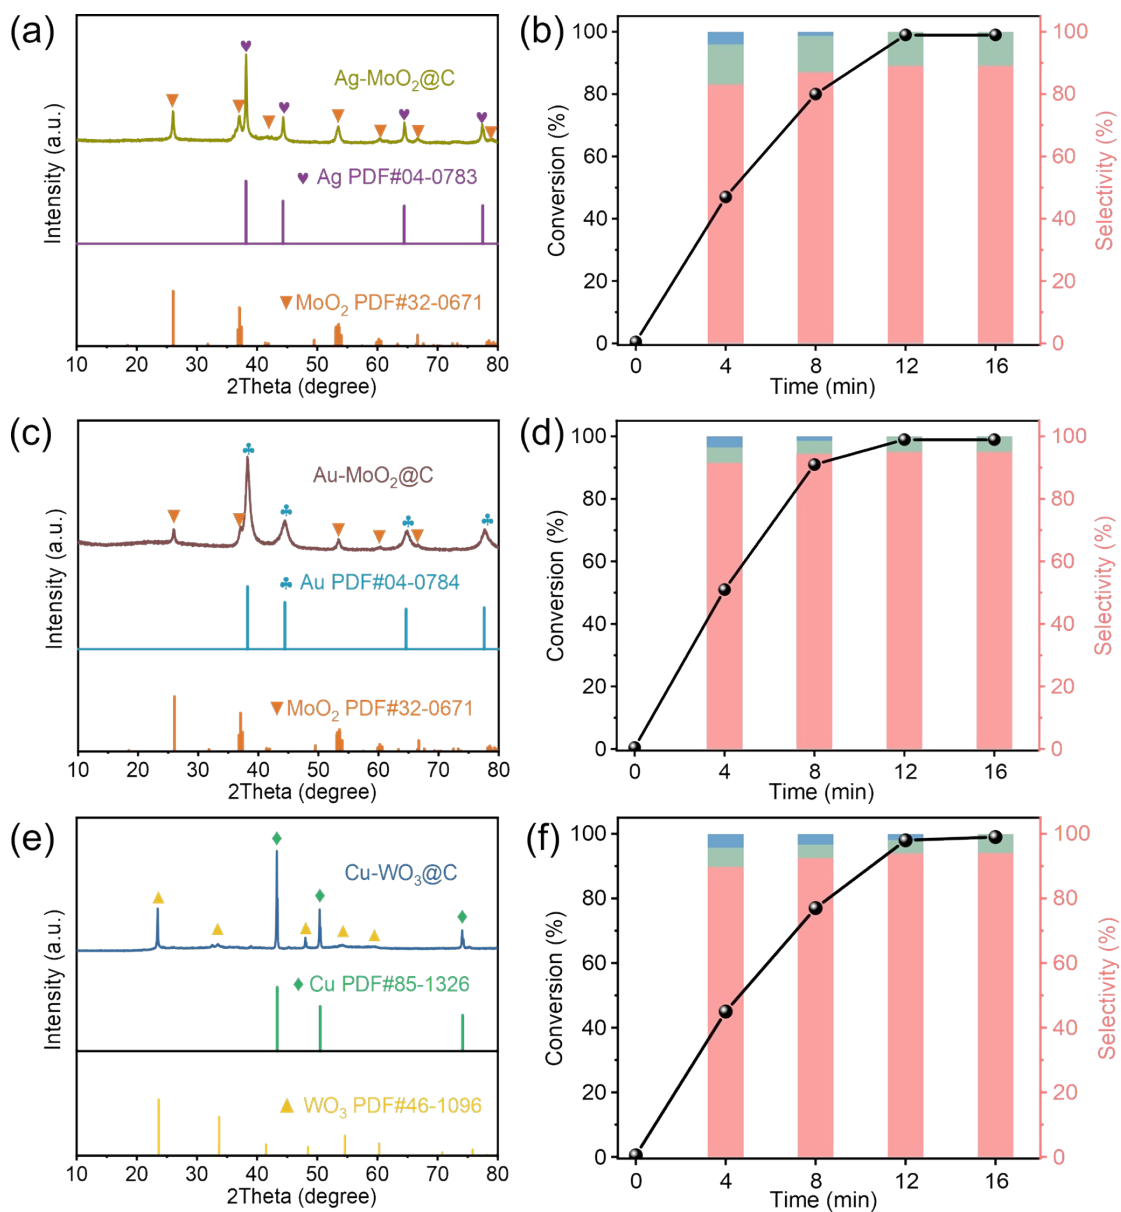 (a)
Intensity (a.u.)
Ag-MoO₂@C
♥ Ag PDF#04-0783
▼MoO₂ PDF#32-0671
10 20 30 40 50 60 70 80
2Theta (degree)
(b)
Conversion (%)
100
80
60
40
20
0
0 4 8 12 16
Time (min)
100
80
60
40
20
0
Selectivity (%)
(c)
Intensity (a.u.)
Au-MoO₂@C
♣ Au PDF#04-0784
▼MoO₂ PDF#32-0671
10 20 30 40 50 60 70 80
2Theta (degree)
(d)
Conversion (%)
100
80
60
40
20
0
0 4 8 12 16
Time (min)
100
80
60
40
20
0
Selectivity (%)
(e)
Intensity (a.u.)
Cu-WO₃@C
♦ Cu PDF#85-1326
▲ WO₃ PDF#46-1096
10 20 30 40 50 60 70 80
2Theta (degree)
(f)
Conversion (%)
100
80
60
40
20
0
0 4 8 12 16
Time (min)
100
80
60
40
20
0
Selectivity (%)